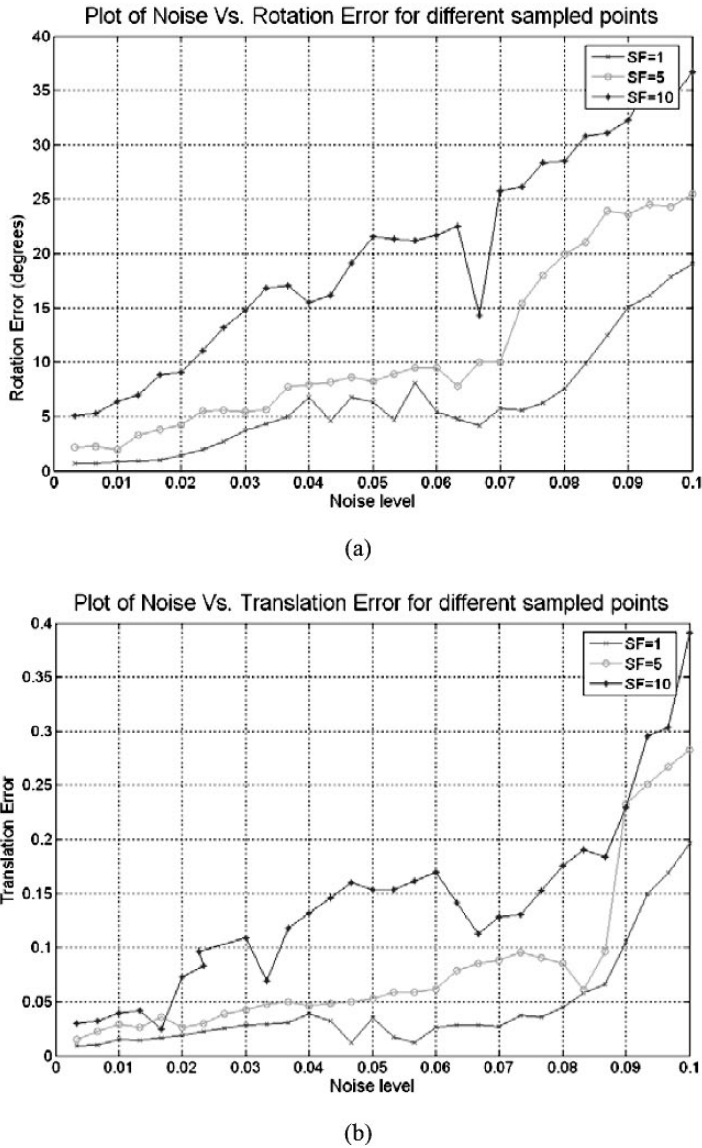 Plot of Noise Vs. Rotation Error for different sampled points
40
35
30
25
20
15
10
5
0
Rotation Error (degrees)
SF=1
SF=5
SF=10
0 0.01 0.02 0.03 0.04 0.05 0.06 0.07 0.08 0.09 0.1
Noise level
(a)
Plot of Noise Vs. Translation Error for different sampled points
0.4
0.35
0.3
0.25
0.2
0.15
0.1
0.05
0
Translation Error
SF=1
SF=5
SF=10
0 0.01 0.02 0.03 0.04 0.05 0.06 0.07 0.08 0.09 0.1
Noise level
(b)